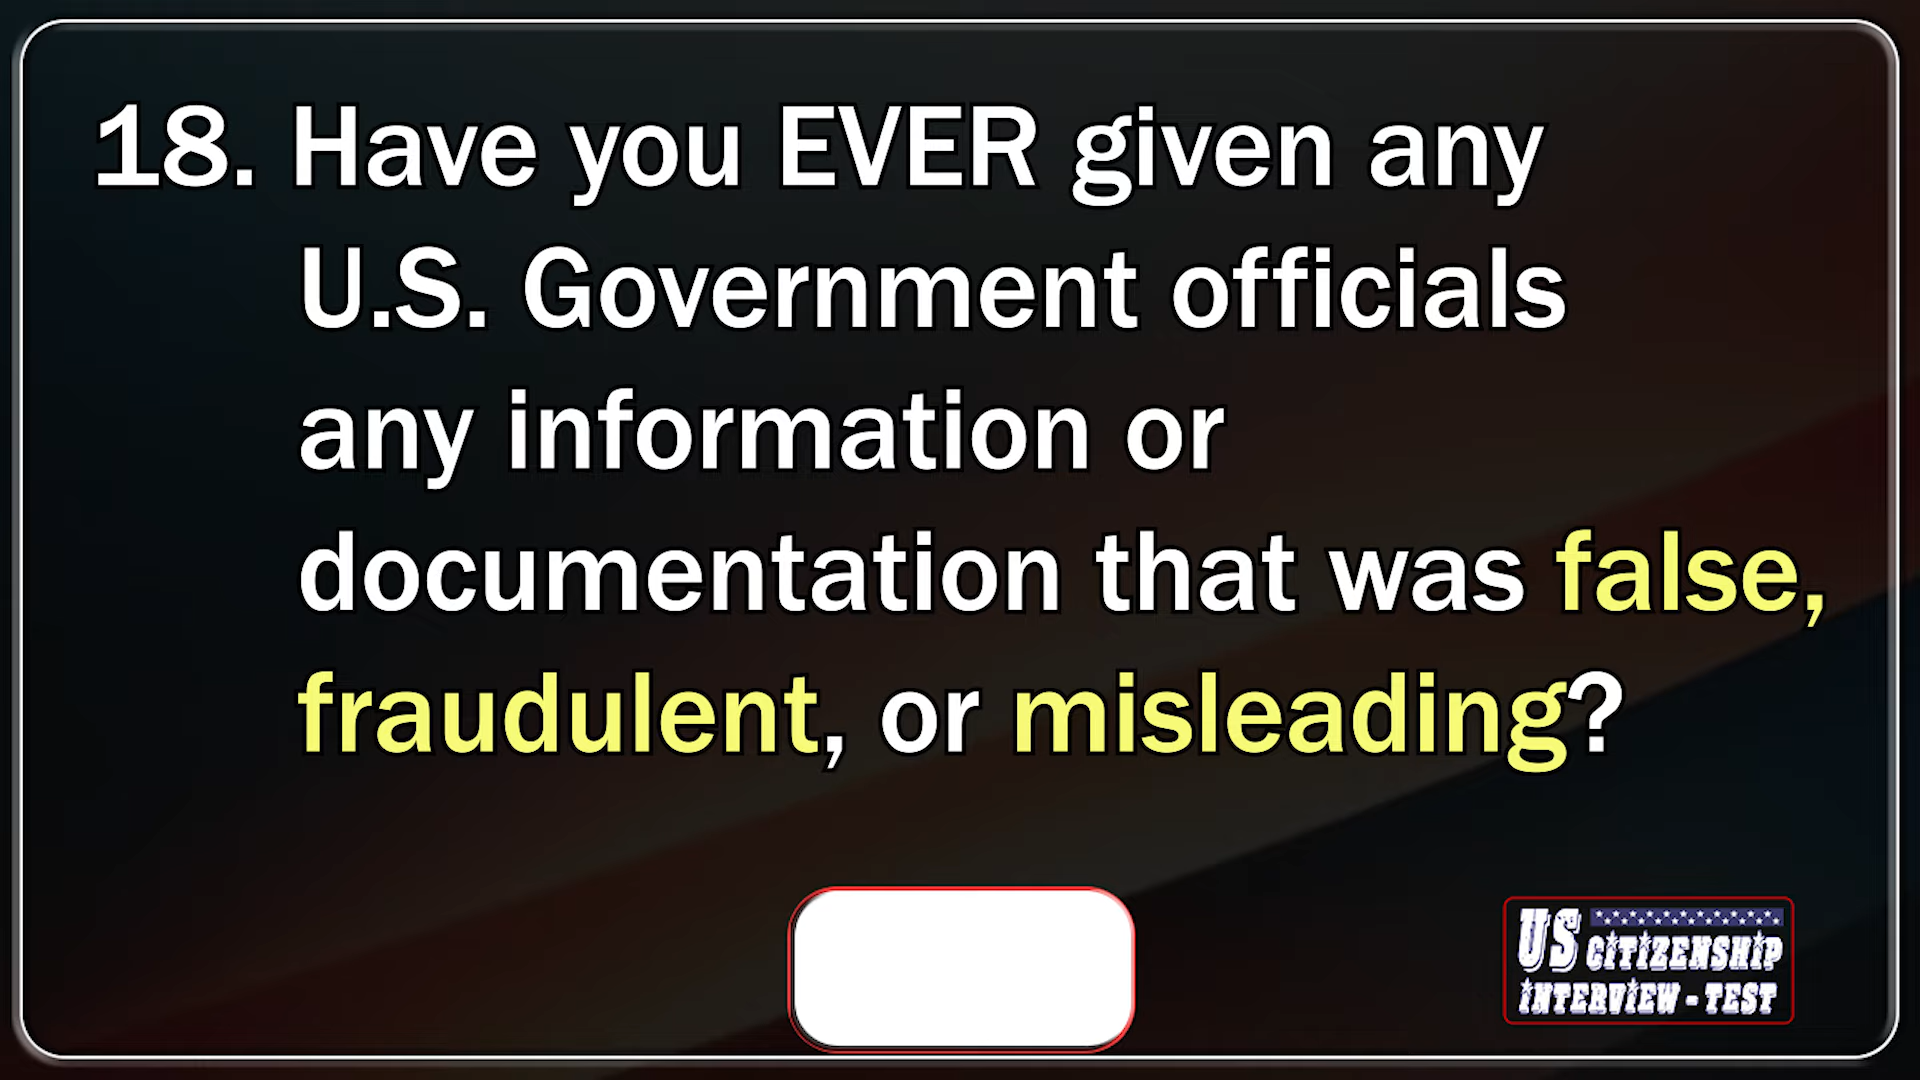 18. Have you EVER given any
U.S. Government officials
any information or
documentation that was false,
fraudulent, or misleading?
US CITIZENSHIP
INTERVIEW - TEST